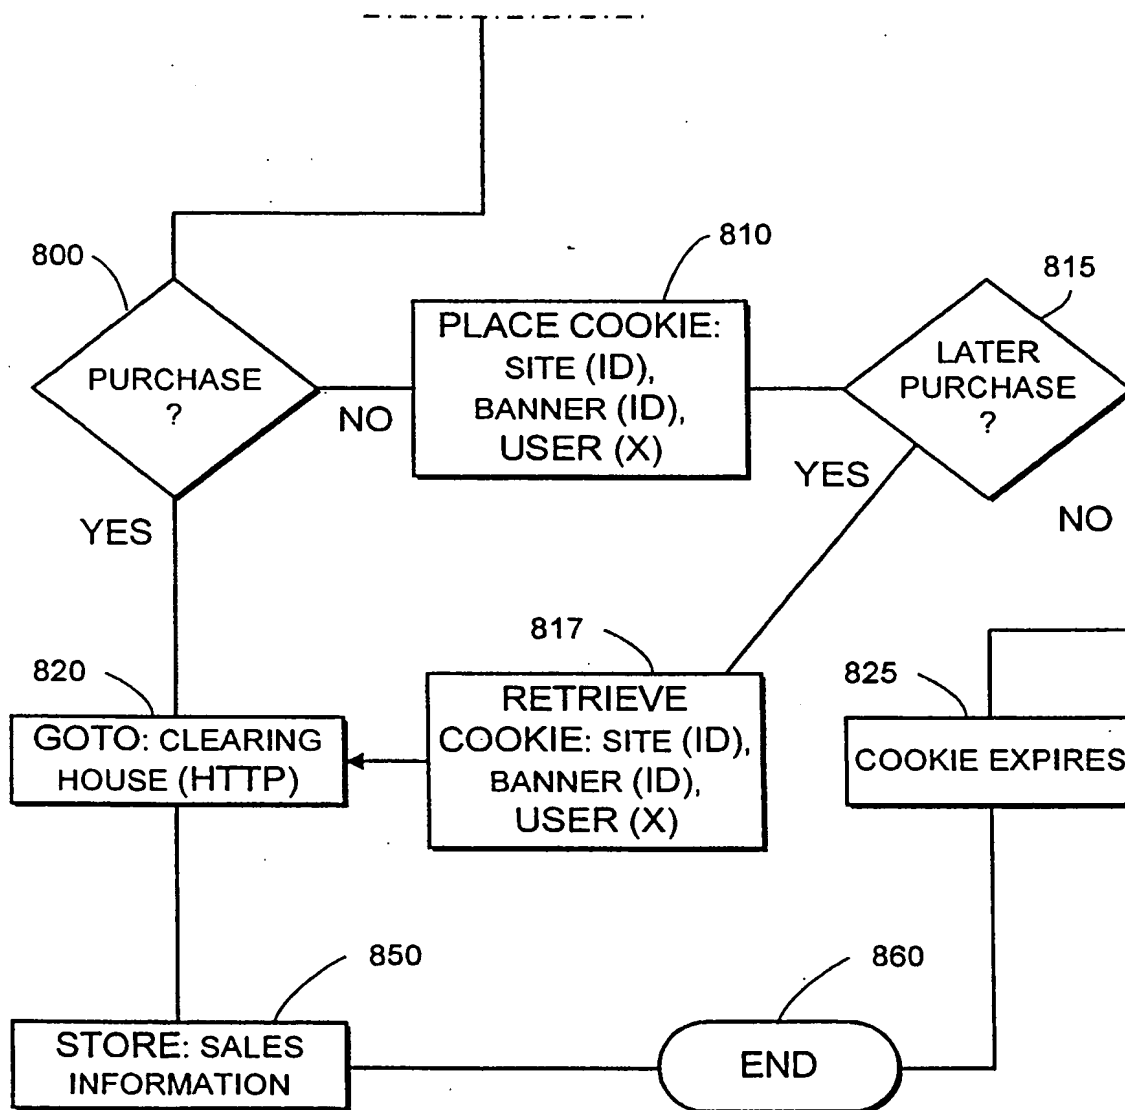 800
PURCHASE
?
NO
YES
810
PLACE COOKIE:
SITE (ID),
BANNER (ID),
USER (X)
815
LATER
PURCHASE
?
YES
NO
817
RETRIEVE
COOKIE: SITE (ID),
BANNER (ID),
USER (X)
820
GOTO: CLEARING
HOUSE (HTTP)
825
COOKIE EXPIRES
850
STORE: SALES
INFORMATION
860
END